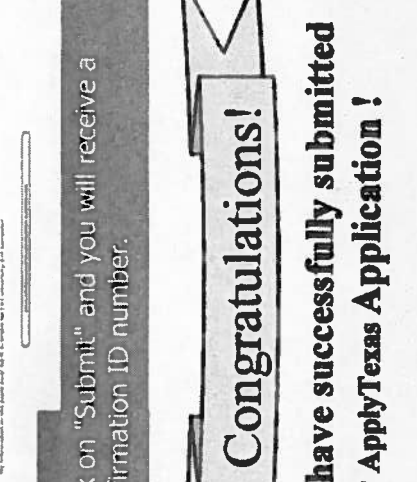 on "Submit" and you will receive a
irmation ID number.
Congratulations!
have successfully submitted
ApplyTexas Application !